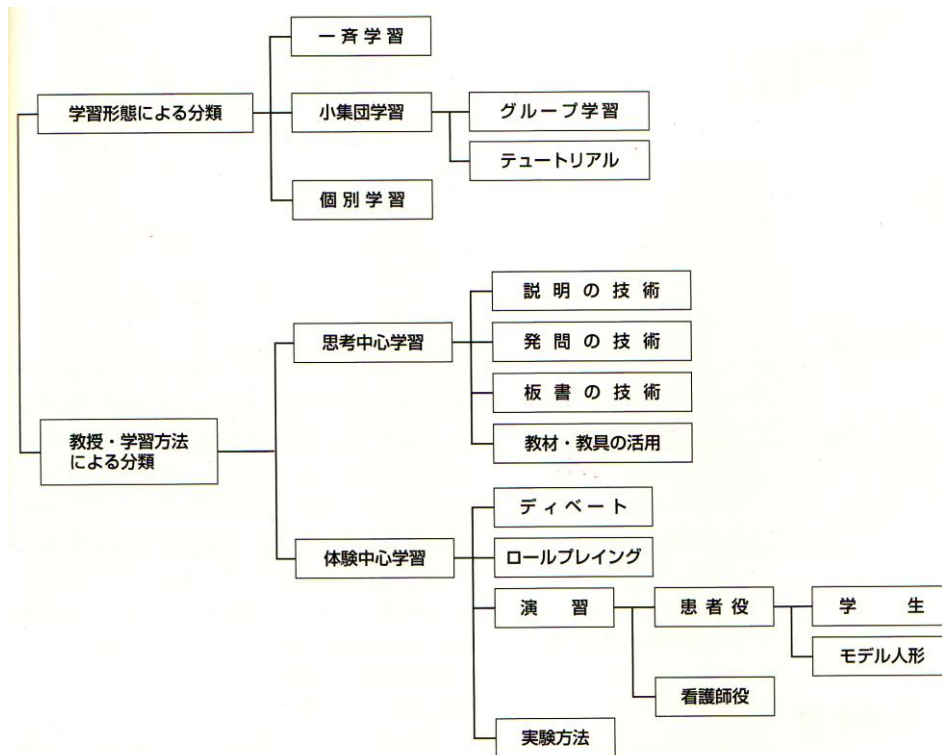 一斉学習
学習形態による分類
小集団学習
グループ学習
テュートリアル
個別学習
説明の技術
思考中心学習
発問の技術
板書の技術
教授・学習方法
による分類
教材・教具の活用
ディベート
体験中心学習
ロールプレイング
演習
患者役
学生
モデル人形
看護師役
実験方法